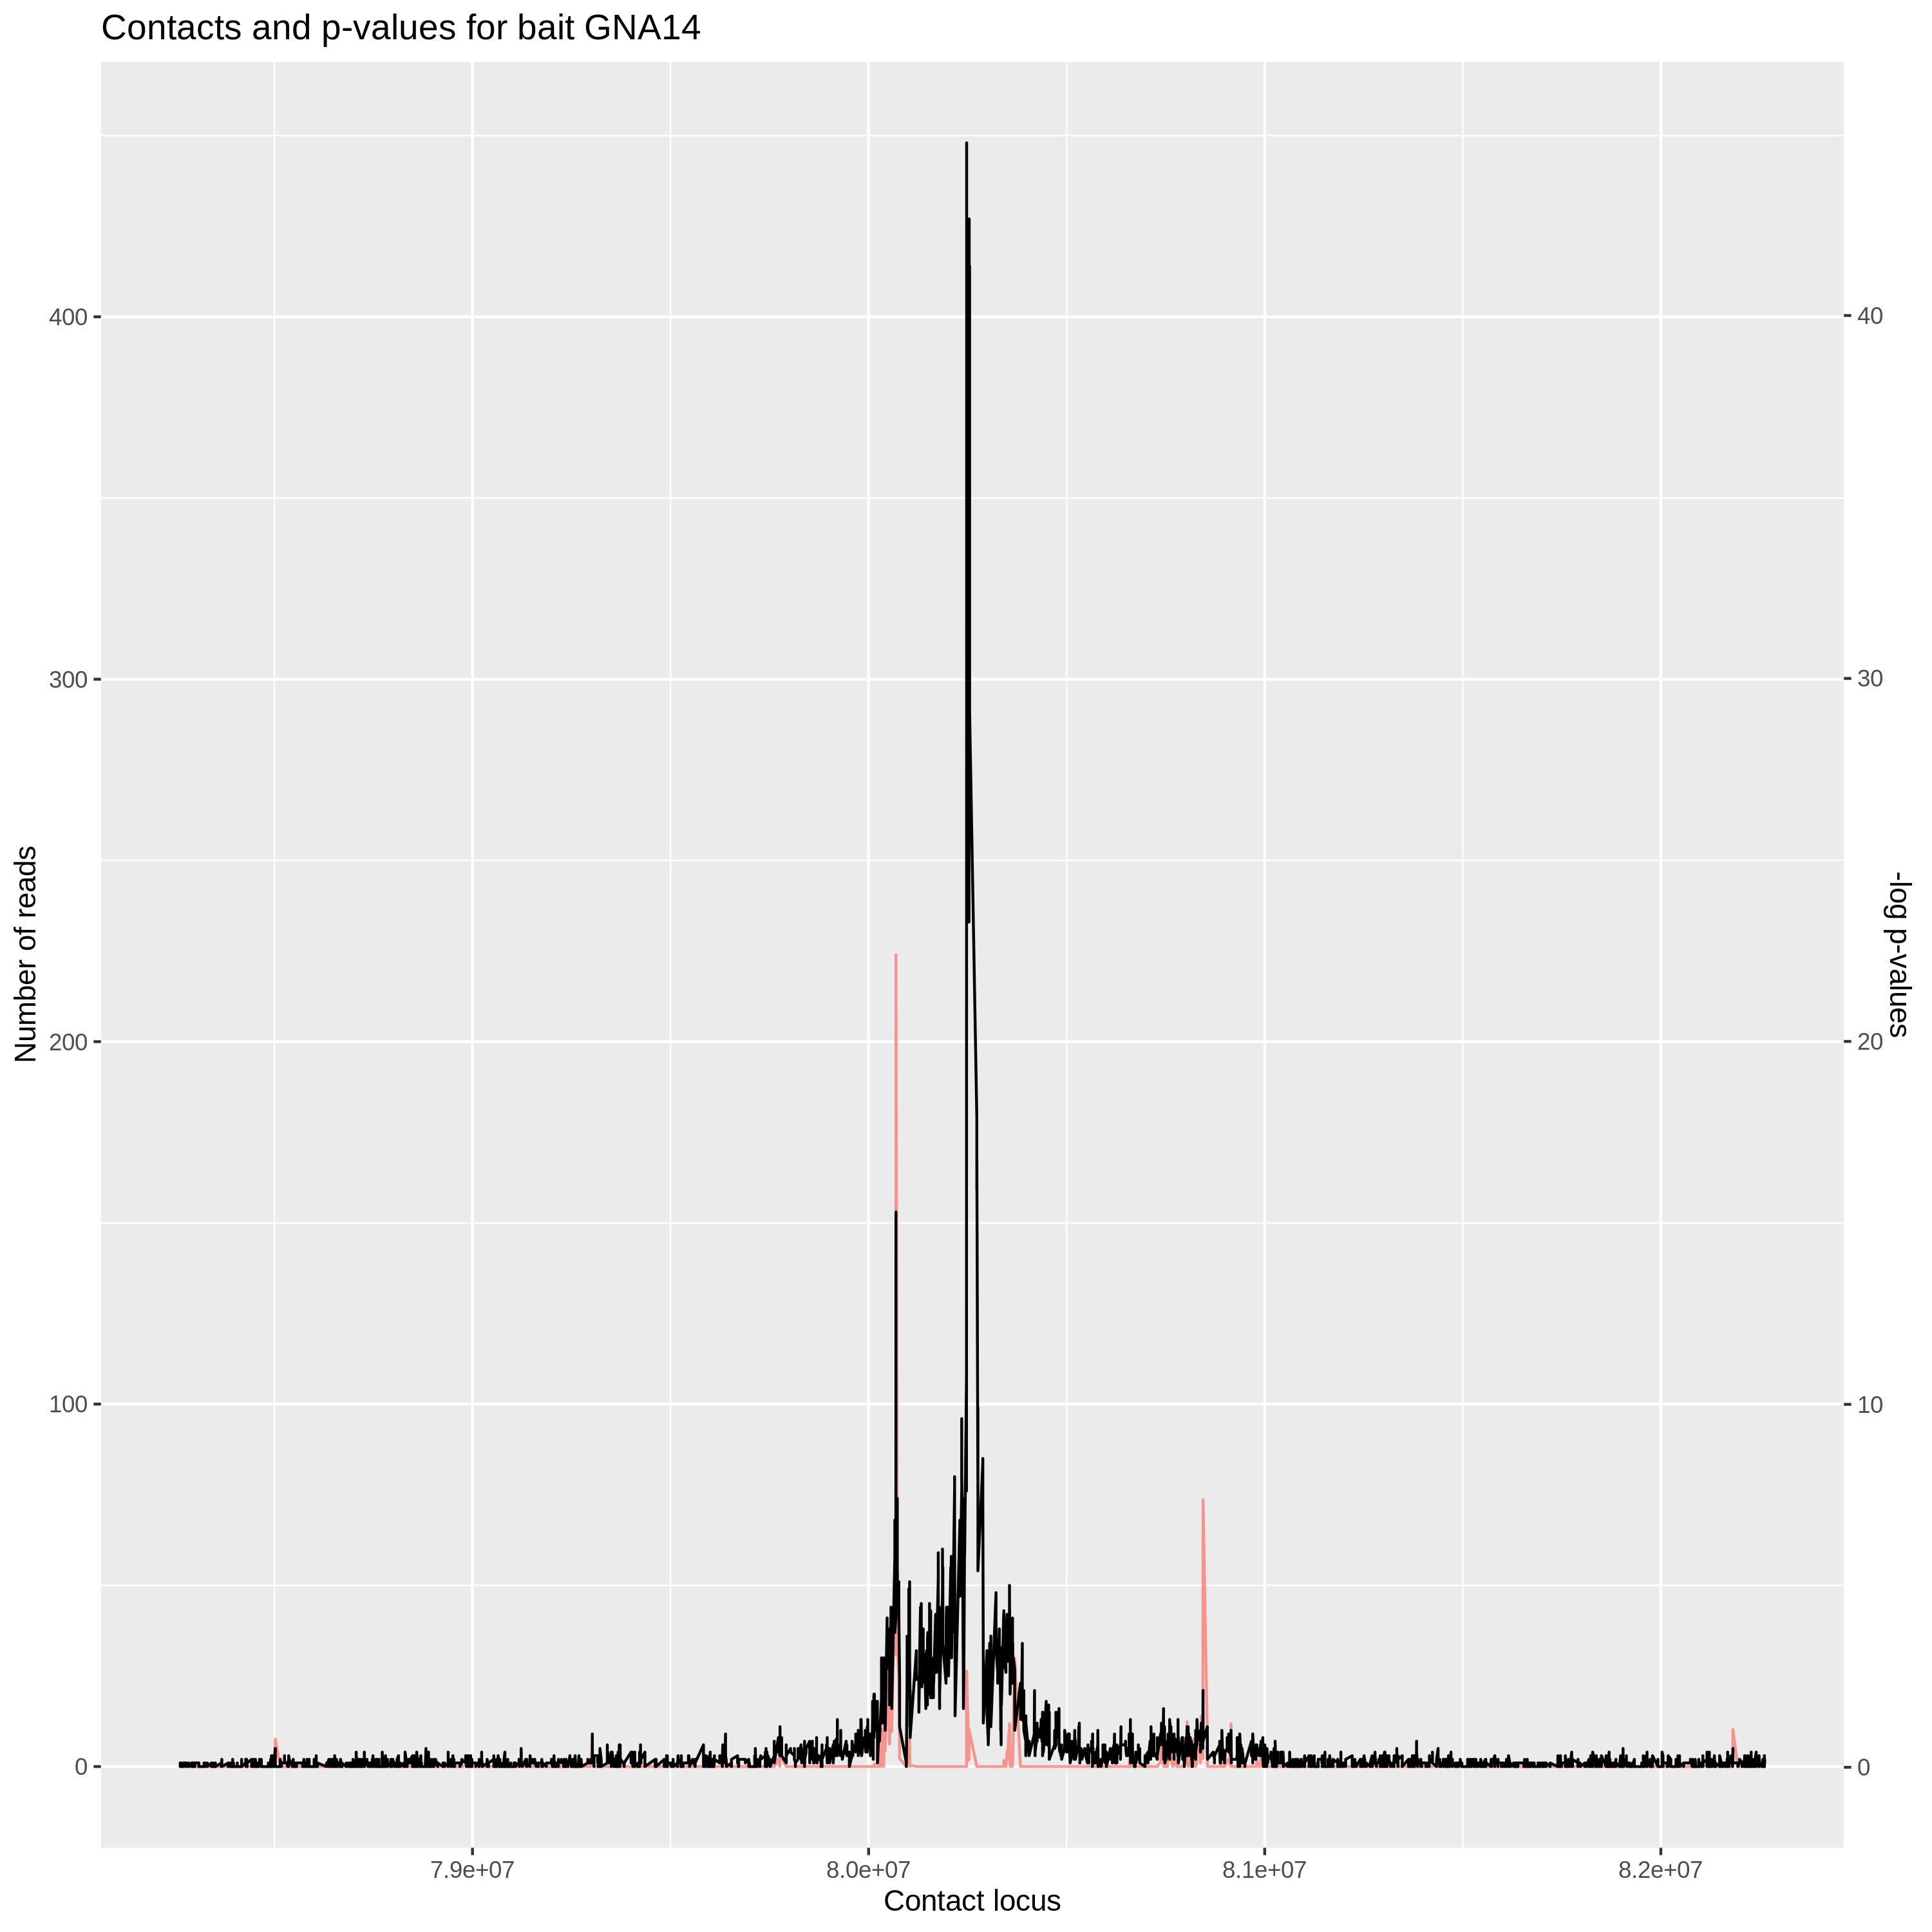 Contacts and p-values for bait GNA14
400
300
200
100
0
Number of reads
40
30
20
10
0
-log p-values
7.9e+07
8.0e+07
8.1e+07
8.2e+07
Contact locus